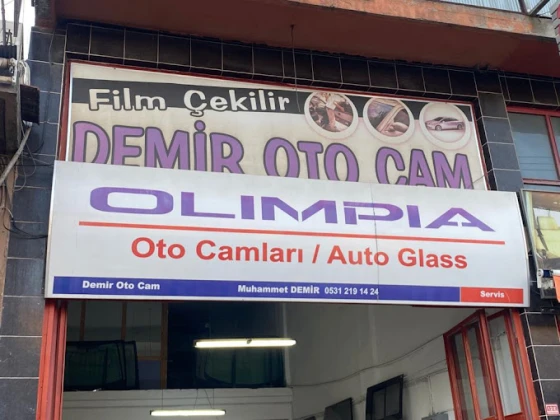 Film Çekilir
DEMİR OTO CAM
OLIMPIA
Oto Camları / Auto Glass
Demir Oto Cam Muhammet DEMİR 0531 219 14 24 Servis